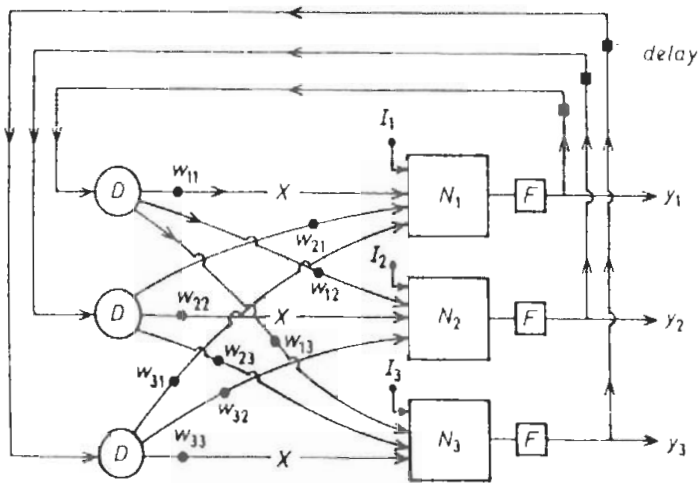 delay
I₁
D
w₁₁
X
N₁
F
y₁
w₂₁
I₂
w₁₂
D
w₂₂
X
N₂
F
y₂
w₁₃
w₂₃
w₃₁
I₃
w₃₂
D
w₃₃
X
N₃
F
y₃